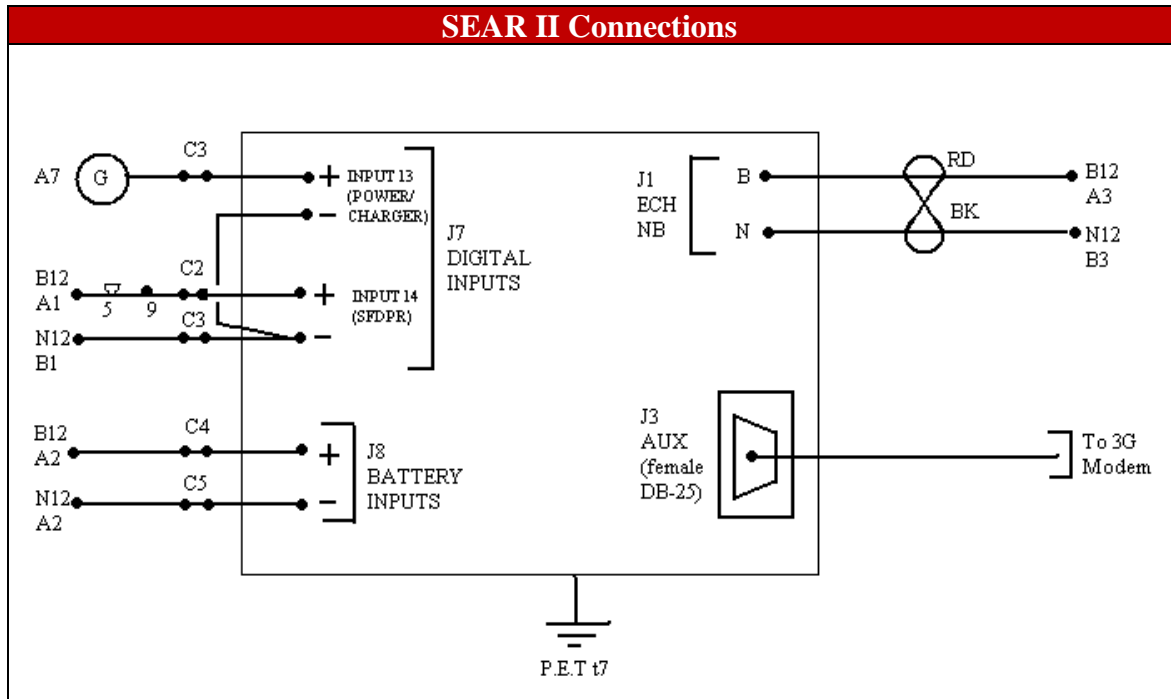 SEAR II Connections
A7
G
C3
+
INPUT 13
(POWER/
CHARGER)
-
J7
DIGITAL
INPUTS
B12
A1
5
9
C2
+
INPUT 14
(SFDPR)
N12
B1
C3
-
B12
A2
C4
+
J8
BATTERY
INPUTS
N12
A2
C5
-
J1
ECH
NB
B
N
RD
BK
B12
A3
N12
B3
J3
AUX
(female
DB-25)
To 3G
Modem
P.E.T t7